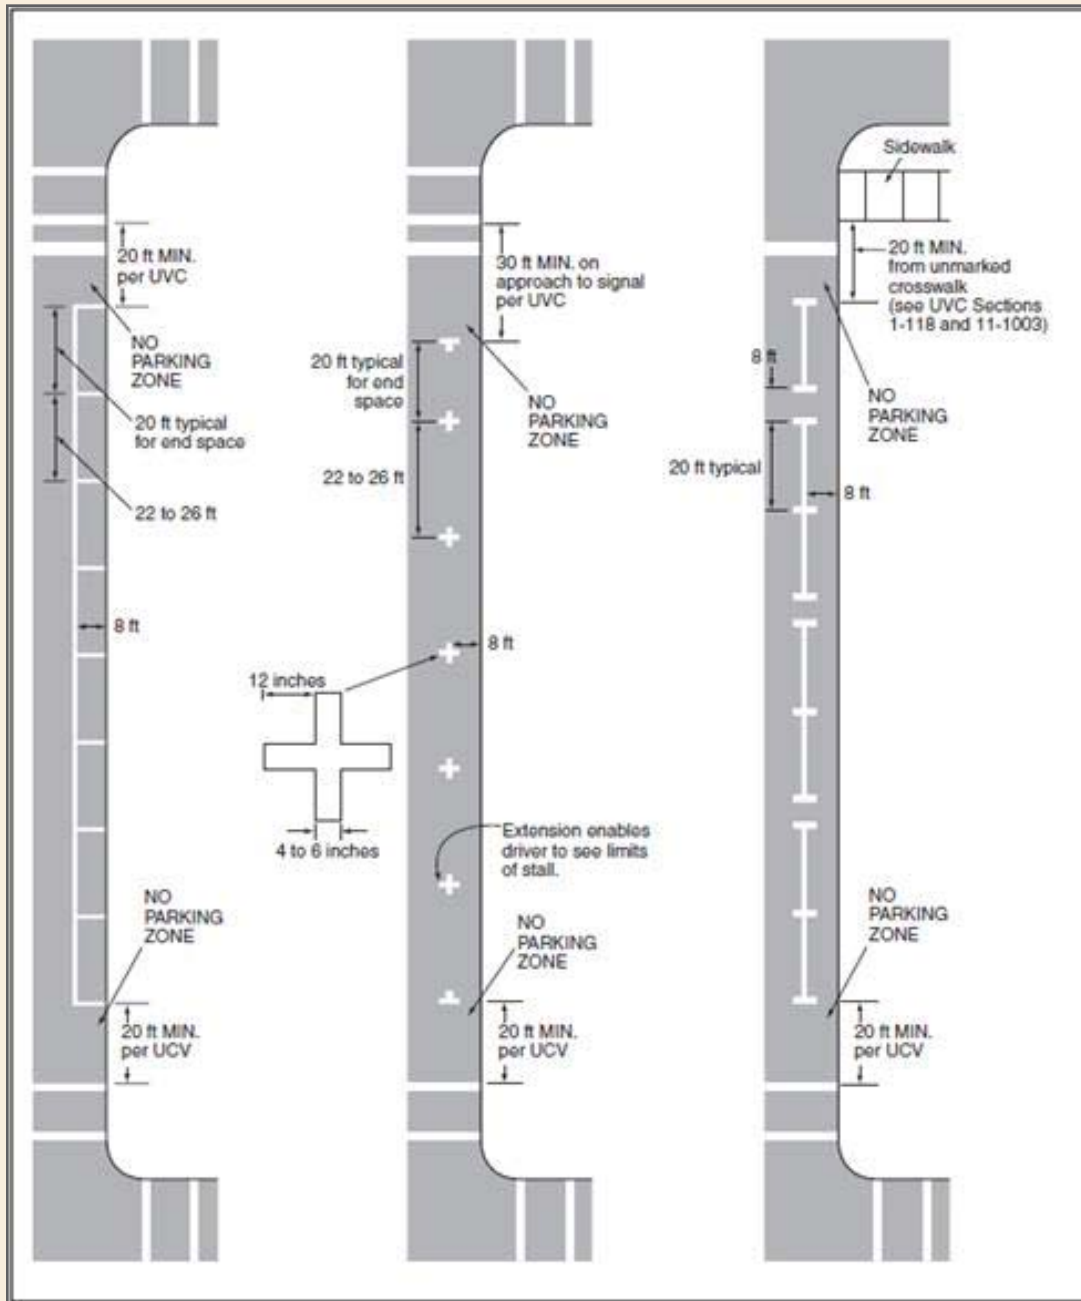 20 ft MIN.
per UVC
NO
PARKING
ZONE
20 ft typical
for end space
22 to 26 ft
8 ft
NO
PARKING
ZONE
20 ft MIN.
per UCV
30 ft MIN. on
approach to signal
per UVC
20 ft typical
for end
space
NO
PARKING
ZONE
22 to 26 ft
8 ft
12 inches
4 to 6 inches
Extension enables
driver to see limits
of stall.
NO
PARKING
ZONE
20 ft MIN.
per UCV
Sidewalk
20 ft MIN.
from unmarked
crosswalk
(see UVC Sections
1-118 and 11-1003)
8 ft
NO
PARKING
ZONE
20 ft typical
8 ft
NO
PARKING
ZONE
20 ft MIN.
per UCV